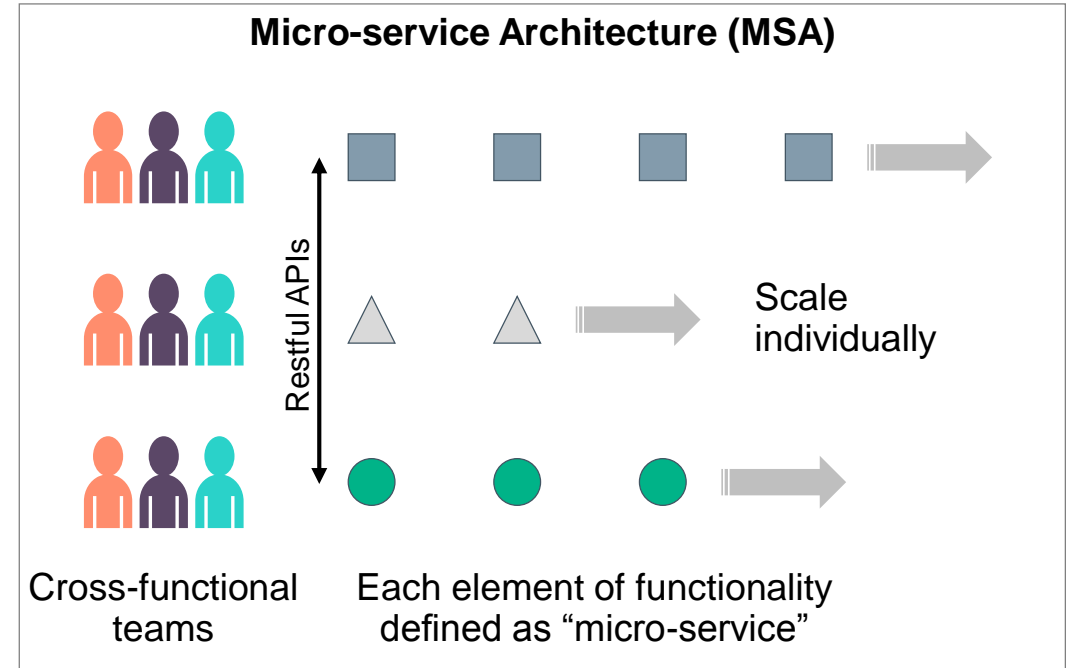 Micro-service Architecture (MSA)
Restful APIs
Scale
individually
Cross-functional
teams
Each element of functionality
defined as “micro-service”